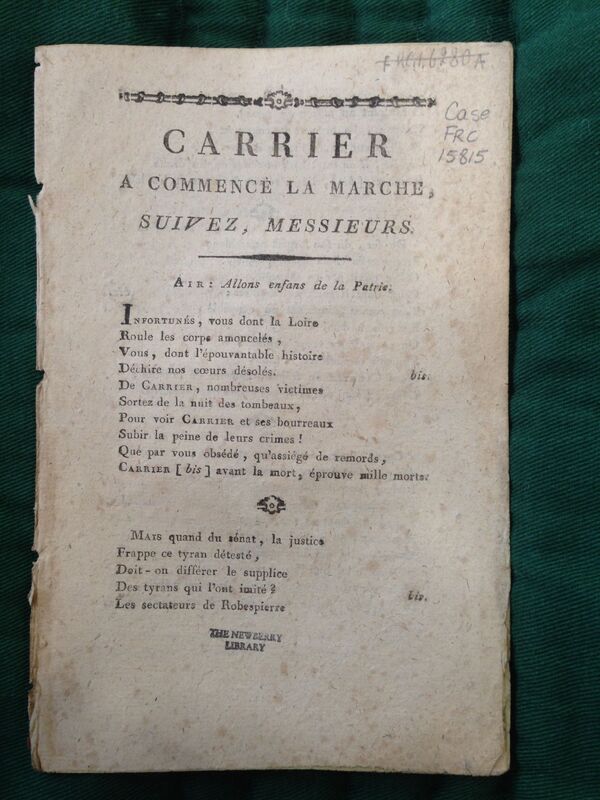 Case
FRC
15815
CARRIER
A COMMENCÉ LA MARCHE,
SUIVEZ, MESSIEURS.
AIR: Allons enfans de la Patrie.
INFORTUNÉS, vous dont la Loire
Roule les corps amoncelés,
Vous, dont l'épouvantable histoire
Déchire nos cœurs désolés. bis.
De CARRIER, nombreuses victimes
Sortez de la nuit des tombeaux,
Pour voir CARRIER et ses bourreaux
Subir la peine de leurs crimes!
Que par vous obsédé, qu'assiégé de remords,
CARRIER [bis] avant la mort, éprouve mille morts.
MAIS quand du sénat, la justice
Frappe ce tyran détesté,
Doit-on différer le supplice
Des tyrans qui l'ont imité? bis.
Les sectateurs de Robespierre
THE NEWBERRY
LIBRARY